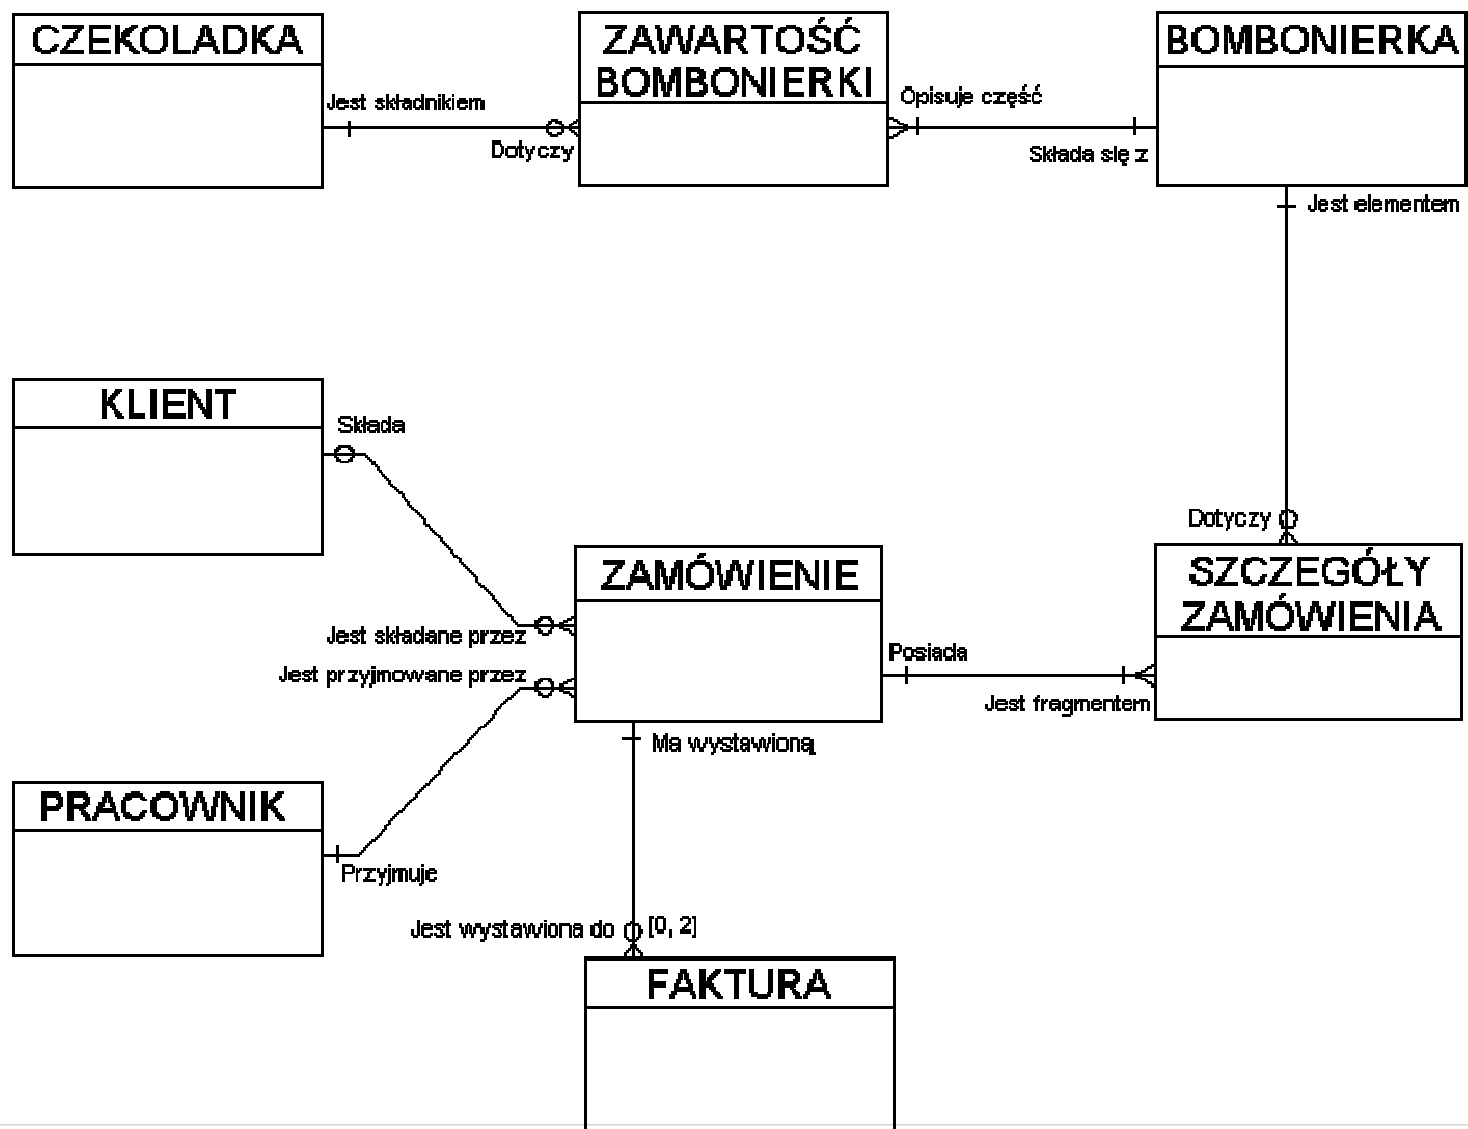 CZEKOLADKA
ZAWARTOŚĆ
BOMBONIERKI
BOMBONIERKA
Jest składnikiem
Dotyczy
Opisuje część
Składa się z
Jest elementem
KLIENT
Składa
Dotyczy
ZAMÓWIENIE
SZCZEGÓŁY
ZAMÓWIENIA
Jest składane przez
Jest przyjmowane przez
Posiada
Jest fragmentem
Ma wystawioną
PRACOWNIK
Przyjmuje
Jest wystawiona do
[0, 2]
FAKTURA